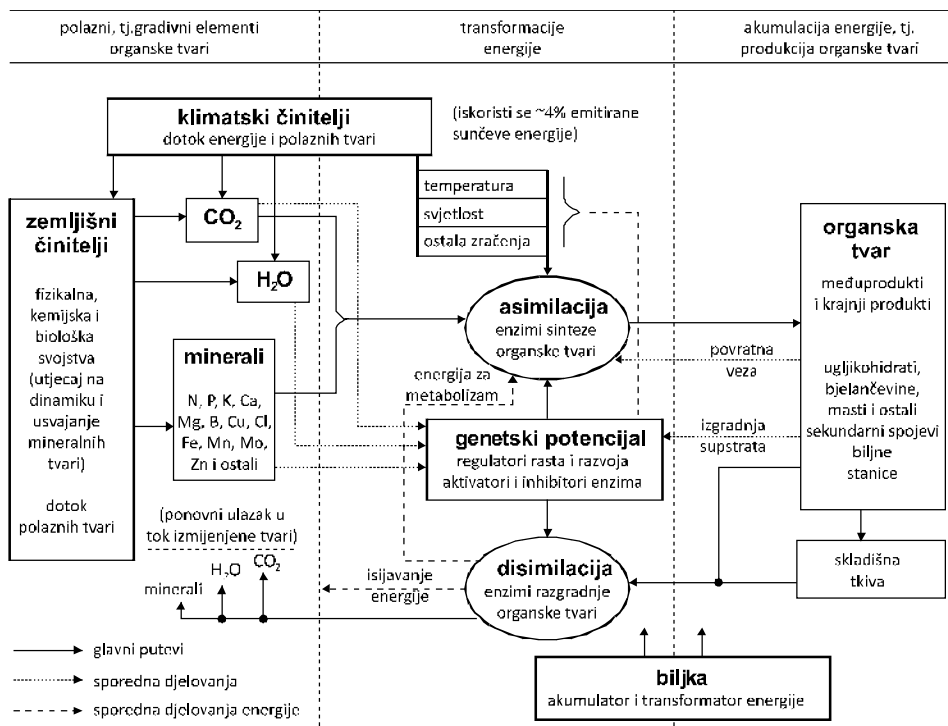 polazni, tj.gradivni elementi
organske tvari
transformacije
energije
akumulacija energije, tj.
produkcija organske tvari
klimatski činitelji
dotok energije i polaznih tvari
(iskoristi se ~4% emitirane
sunčeve energije)
temperatura
svjetlost
ostala zračenja
zemljišni
činitelji
fizikalna,
kemijska i
biološka
svojstva
(utjecaj na
dinamiku i
usvajanje
mineralnih
tvari)
dotok
polaznih tvari
CO2
H2O
minerali
N, P, K, Ca,
Mg, B, Cu, Cl,
Fe, Mn, Mo,
Zn i ostali
asimilacija
enzimi sinteze
organske tvari
energija za
metabolizam
povratna
veza
izgradnja
supstrata
genetski potencijal
regulatori rasta i razvoja
aktivatori i inhibitori enzima
organska
tvar
međuprodukti
i krajnji produkti
ugljikohidrati,
bjelančevine,
masti i ostali
sekundarni spojevi
biljne
stanice
skladišna
tkiva
(ponovni ulazak u
tok izmijenjene tvari)
minerali
H2O
CO2
isijavanje
energije
disimilacija
enzimi razgradnje
organske tvari
biljka
akumulator i transformator energije
glavni putevi
sporedna djelovanja
sporedna djelovanja energije